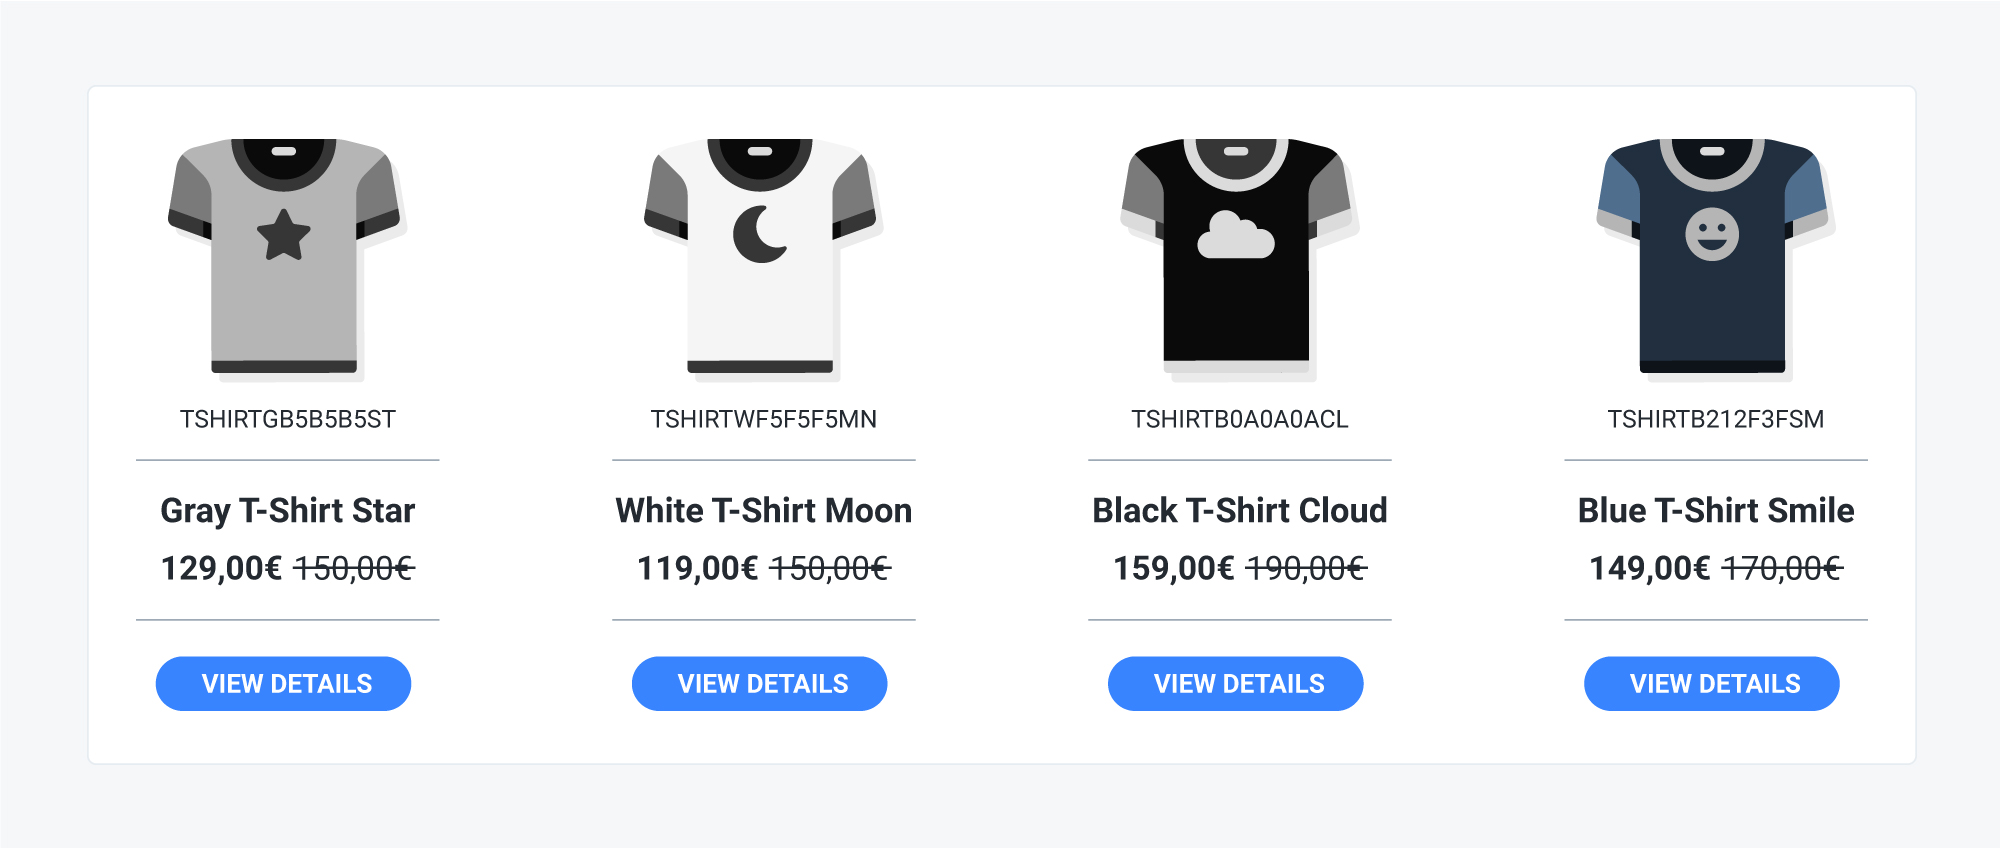 TSHIRTGB5B5B5ST
TSHIRTWF5F5F5MN
TSHIRTB0A0A0ACL
TSHIRTB212F3FSM
Gray T-Shirt Star
White T-Shirt Moon
Black T-Shirt Cloud
Blue T-Shirt Smile
129,00€ 150,00€
119,00€ 150,00€
159,00€ 190,00€
149,00€ 170,00€
VIEW DETAILS
VIEW DETAILS
VIEW DETAILS
VIEW DETAILS